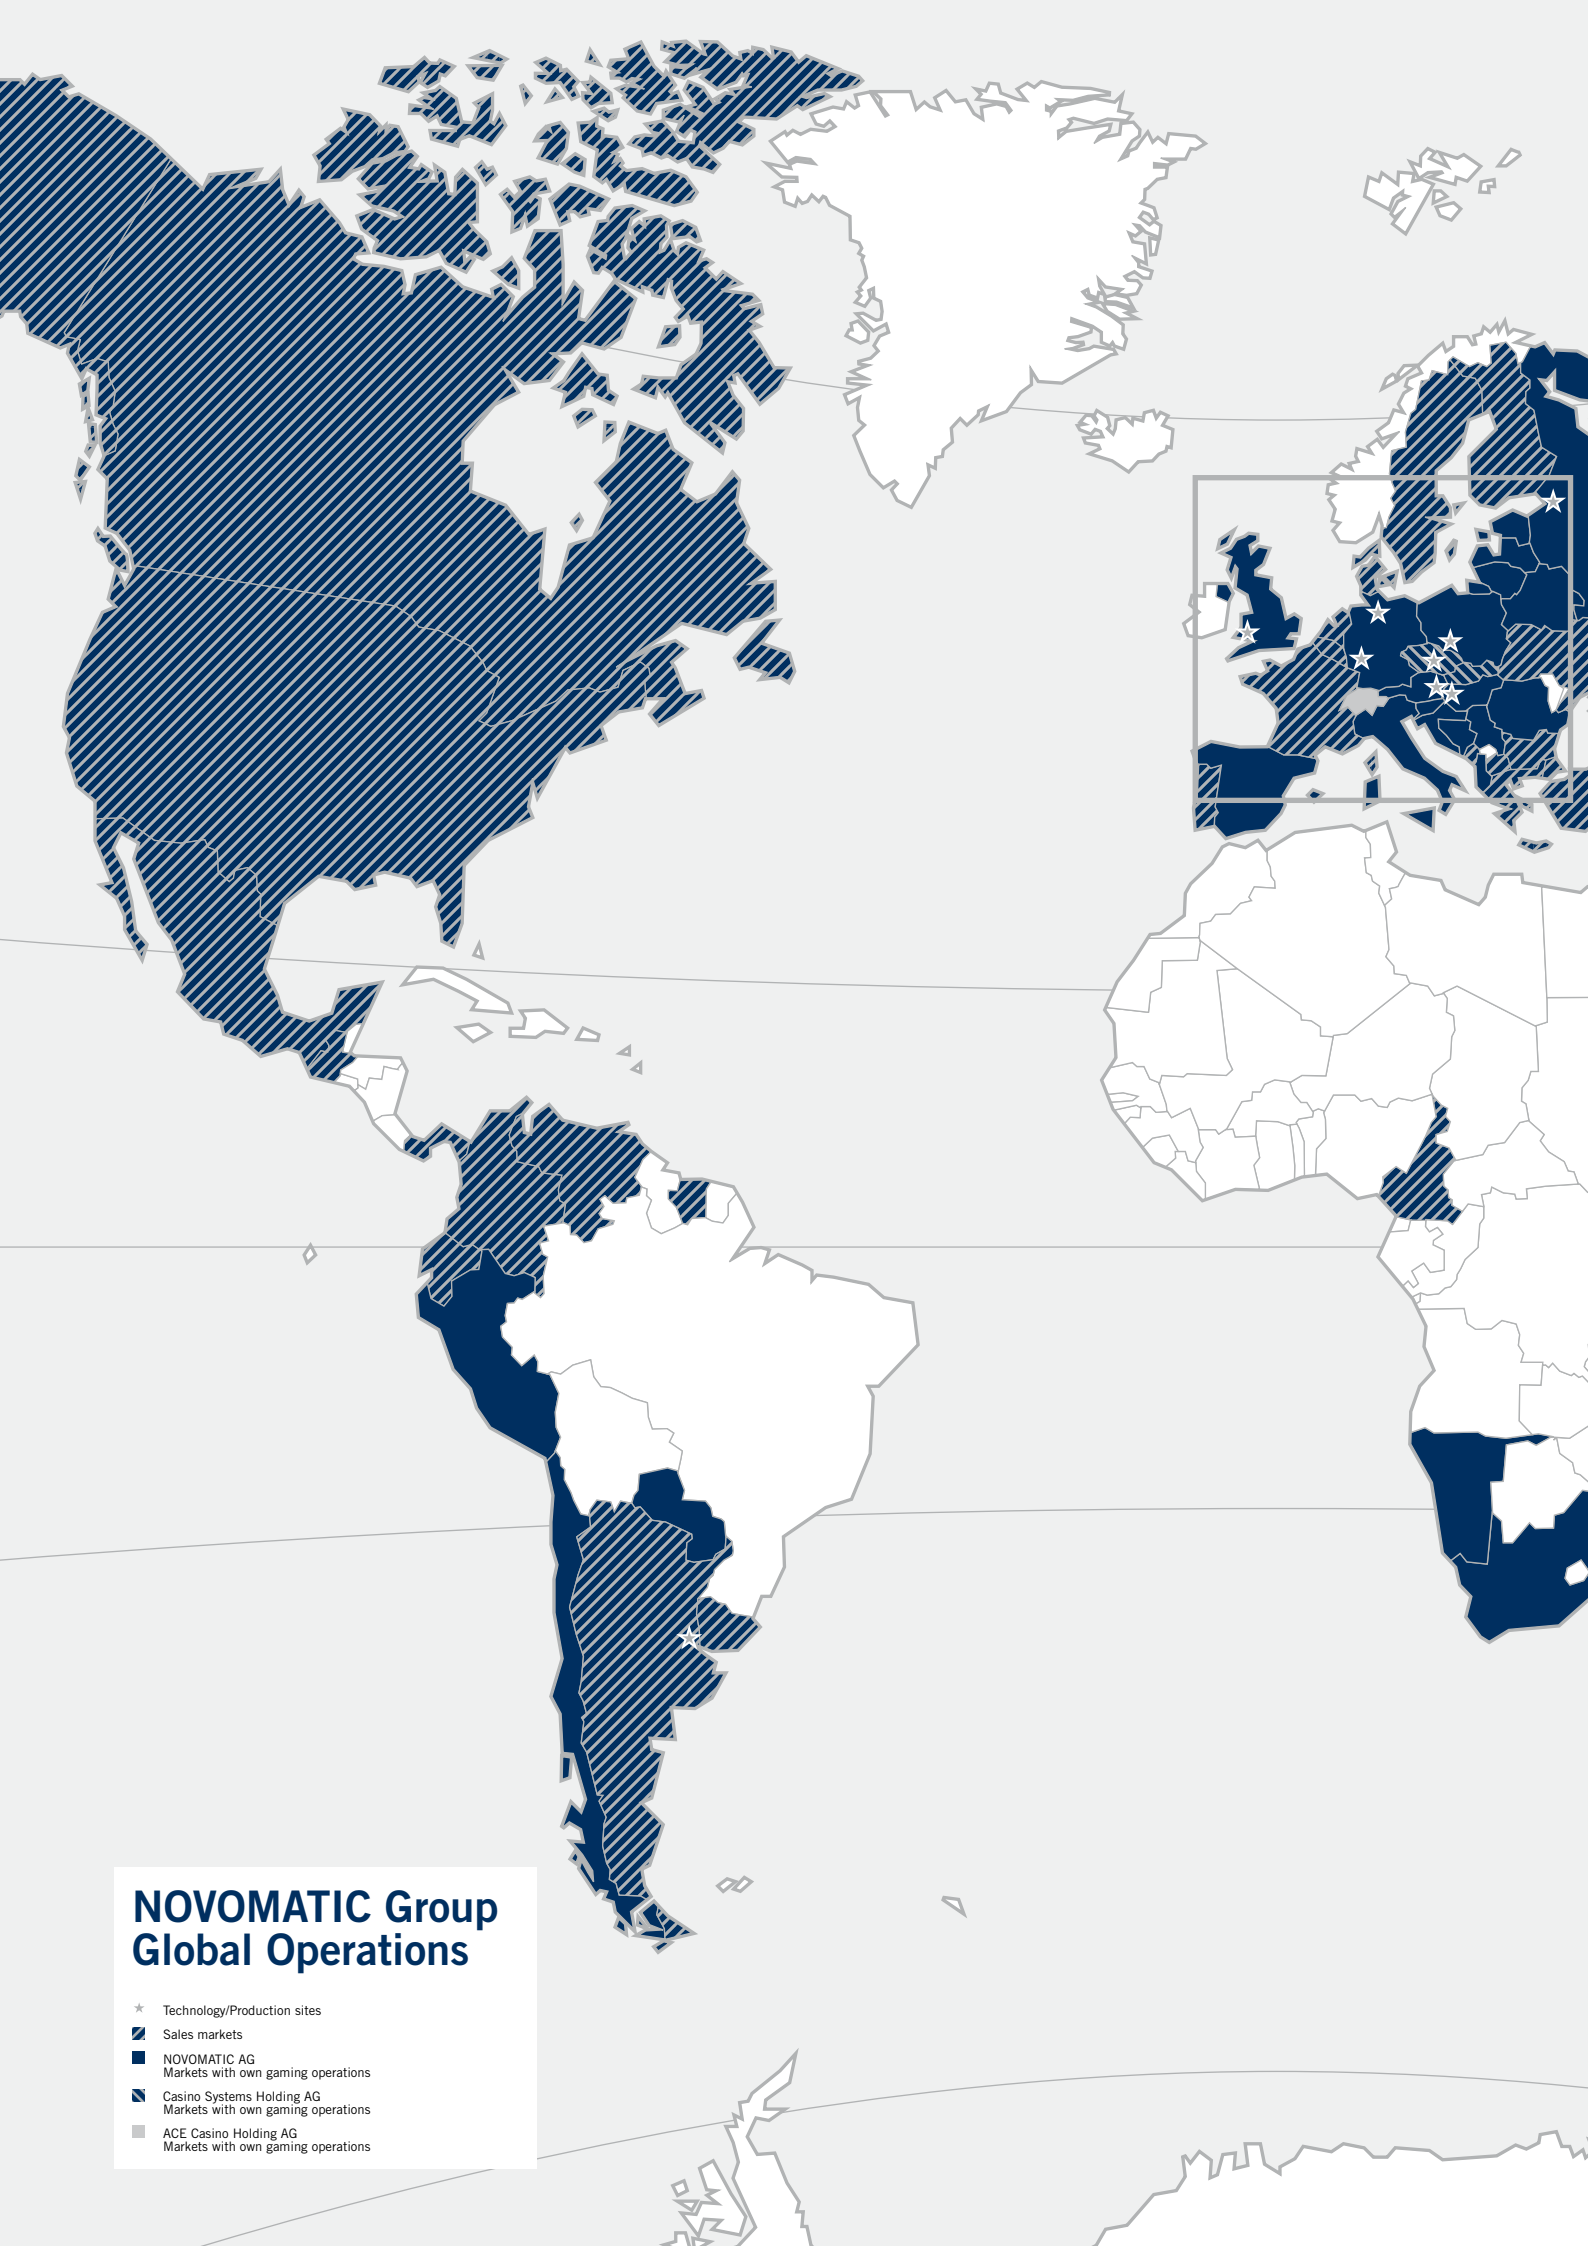 NOVOMATIC Group
Global Operations
Technology/Production sites
Sales markets
NOVOMATIC AG
Markets with own gaming operations
Casino Systems Holding AG
Markets with own gaming operations
ACE Casino Holding AG
Markets with own gaming operations